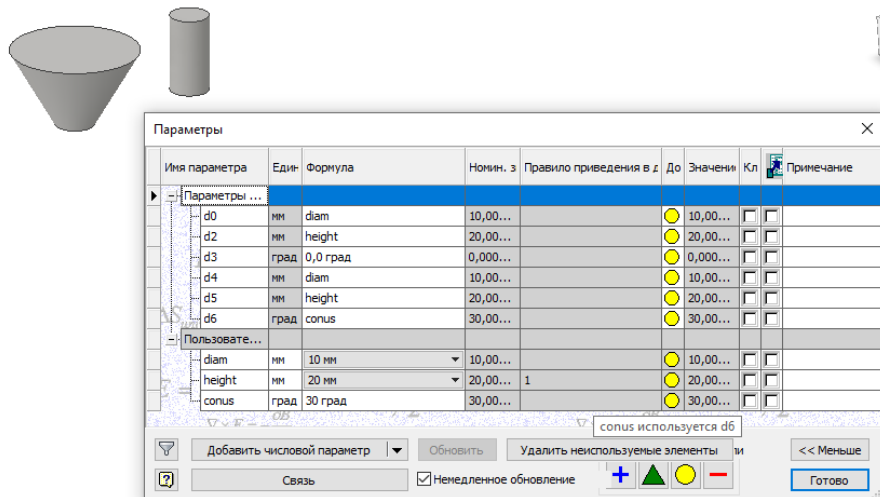 Параметры
Имя параметра Един Формула Номин. з Правило приведения в д До Значени Кл Примечание
Параметры ...
d0 мм diam 10,00... 10,00...
d2 мм height 20,00... 20,00...
d3 град 0,0 град 0,000... 0,000...
d4 мм diam 10,00... 10,00...
d5 мм height 20,00... 20,00...
d6 град conus 30,00... 30,00...
Пользовате...
diam мм 10 мм 10,00... 10,00...
height мм 20 мм 20,00... 1 20,00...
conus град 30 град 30,00... 30,00...
conus используется d6
Добавить числовой параметр Обновить Удалить неиспользуемые элементы << Меньше
Связь Немедленное обновление Готово